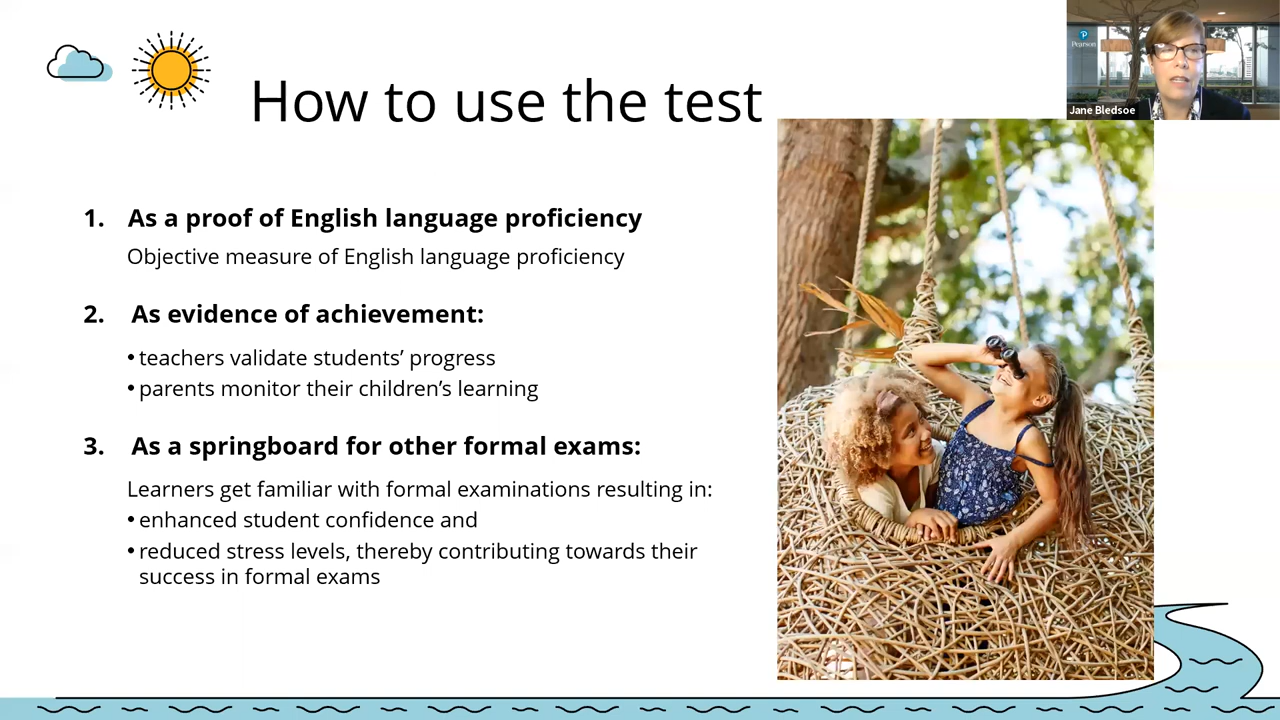 How to use the test
Pearson
Jane Bledsoe
1. As a proof of English language proficiency
Objective measure of English language proficiency
2. As evidence of achievement:
• teachers validate students’ progress
• parents monitor their children’s learning
3. As a springboard for other formal exams:
Learners get familiar with formal examinations resulting in:
• enhanced student confidence and
• reduced stress levels, thereby contributing towards their
success in formal exams